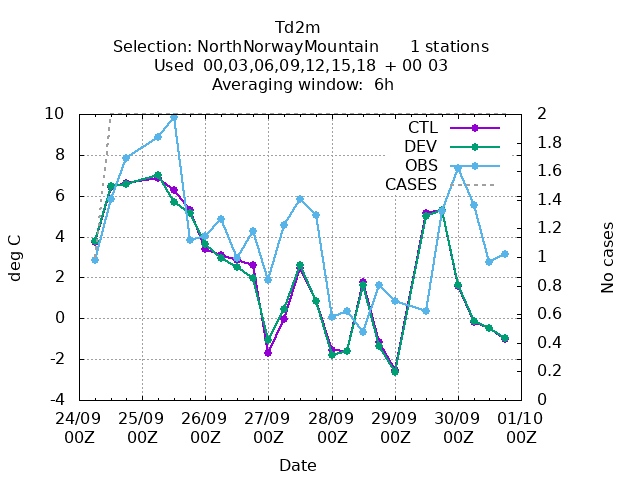 Td2m
Selection: NorthNorwayMountain 1 stations
Used 00,03,06,09,12,15,18 + 00 03
Averaging window: 6h
10
8
6
4
2
0
-2
-4
deg C
CTL
DEV
OBS
CASES
2
1.8
1.6
1.4
1.2
1
0.8
0.6
0.4
0.2
0
No cases
24/09 25/09 26/09 27/09 28/09 29/09 30/09 01/10
00Z 00Z 00Z 00Z 00Z 00Z 00Z 00Z
Date